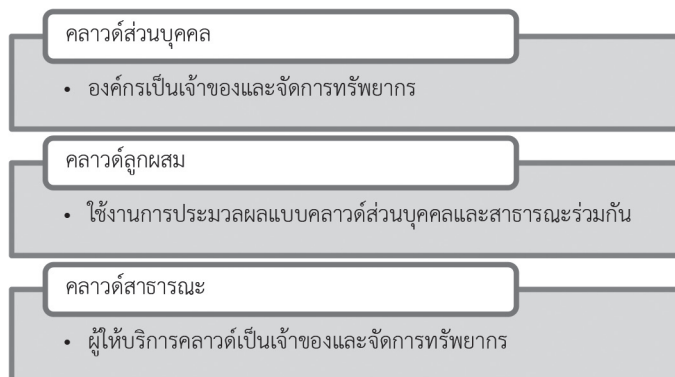 คลาวด์ส่วนบุคคล
• องค์กรเป็นเจ้าของและจัดการทรัพยากร
คลาวด์ลูกผสม
• ใช้งานการประมวลผลแบบคลาวด์ส่วนบุคคลและสาธารณะร่วมกัน
คลาวด์สาธารณะ
• ผู้ให้บริการคลาวด์เป็นเจ้าของและจัดการทรัพยากร